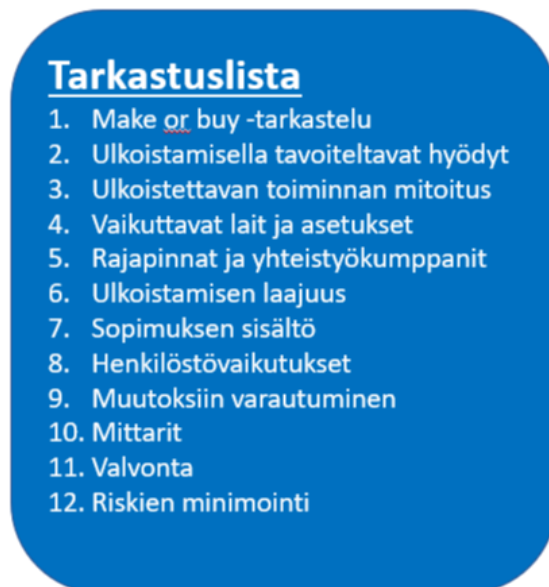 Tarkastuslista
1. Make or buy -tarkastelu
2. Ulkoistamisella tavoiteltavat hyödyt
3. Ulkoistettavan toiminnan mitoitus
4. Vaikuttavat lait ja asetukset
5. Rajapinnat ja yhteistyökumppanit
6. Ulkoistamisen laajuus
7. Sopimuksen sisältö
8. Henkilöstövaikutukset
9. Muutoksiin varautuminen
10. Mittarit
11. Valvonta
12. Riskien minimointi